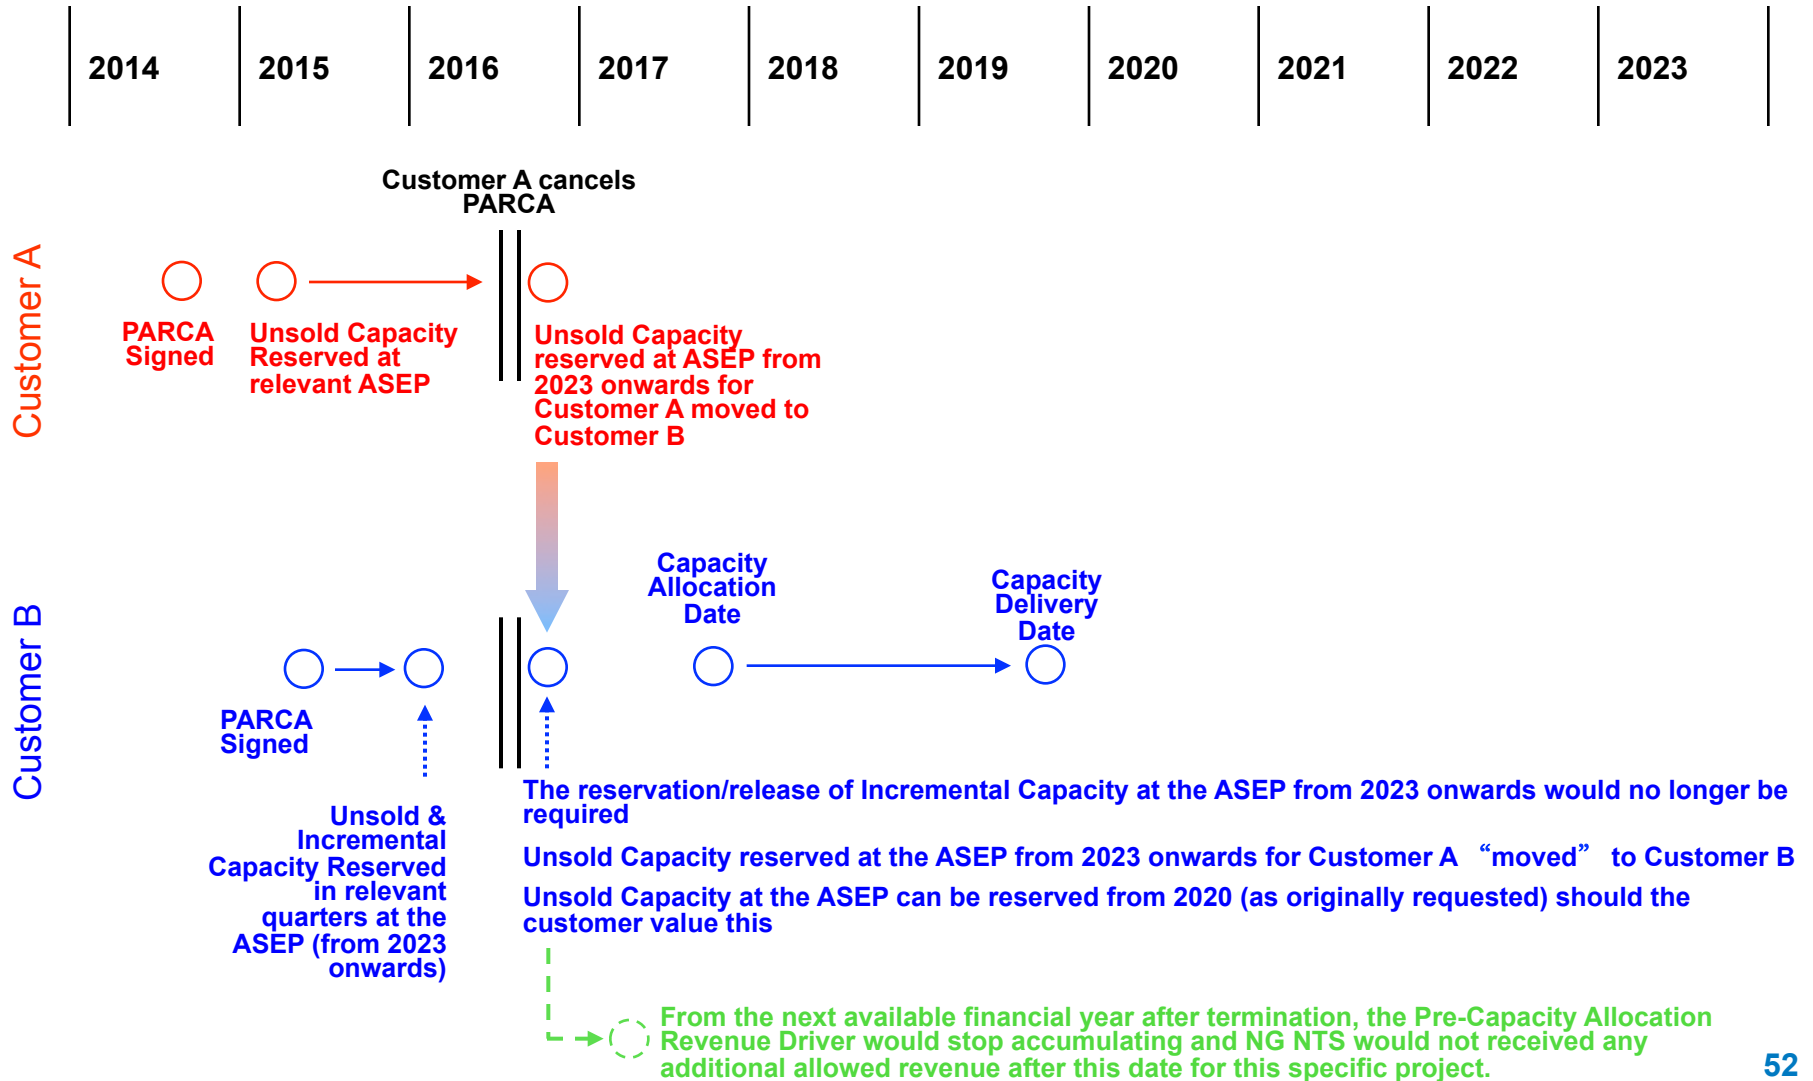 2014 2015 2016 2017 2018 2019 2020 2021 2022 2023
Customer A cancels
PARCA
Customer A
PARCA
Signed
Unsold Capacity
Reserved at
relevant ASEP
Unsold Capacity
reserved at ASEP from
2023 onwards for
Customer A moved to
Customer B
Customer B
Capacity
Allocation
Date
Capacity
Delivery
Date
PARCA
Signed
Unsold &
Incremental
Capacity Reserved
in relevant
quarters at the
ASEP (from 2023
onwards)
The reservation/release of Incremental Capacity at the ASEP from 2023 onwards would no longer be
required
Unsold Capacity reserved at the ASEP from 2023 onwards for Customer A “moved” to Customer B
Unsold Capacity at the ASEP can be reserved from 2020 (as originally requested) should the
customer value this
From the next available financial year after termination, the Pre-Capacity Allocation
Revenue Driver would stop accumulating and NG NTS would not received any
additional allowed revenue after this date for this specific project.
52